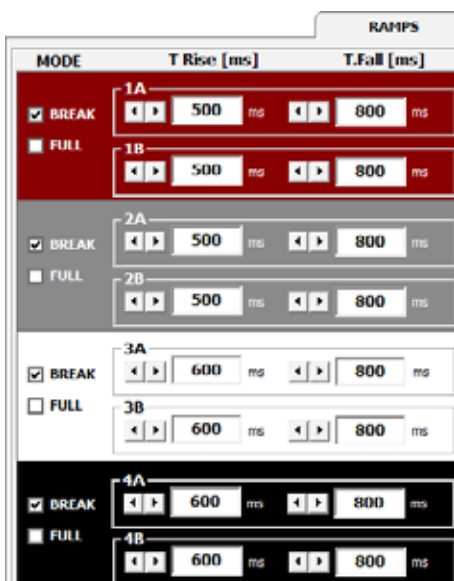 RAMPS
MODE T Rise [ms] T.Fall [ms]
1A
BREAK 500 ms 800 ms
FULL
1B
500 ms 800 ms
2A
BREAK 500 ms 800 ms
FULL
2B
500 ms 800 ms
3A
BREAK 600 ms 800 ms
FULL
3B
600 ms 800 ms
4A
BREAK 600 ms 800 ms
FULL
4B
600 ms 800 ms